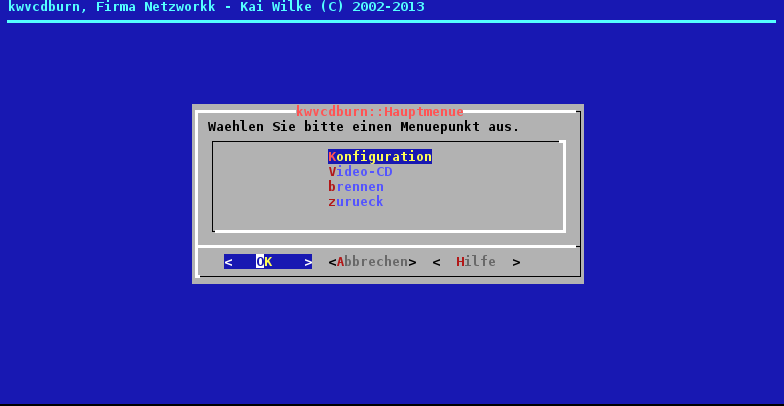 kwvcdburn, Firma Netzworkk - Kai Wilke (C) 2002-2013
kwvcdburn::Hauptmenue
Waehlen Sie bitte einen Menuepunkt aus.
Konfiguration
Video-CD
brennen
zurueck
<   OK    >  <Abbrechen>  <  Hilfe  >